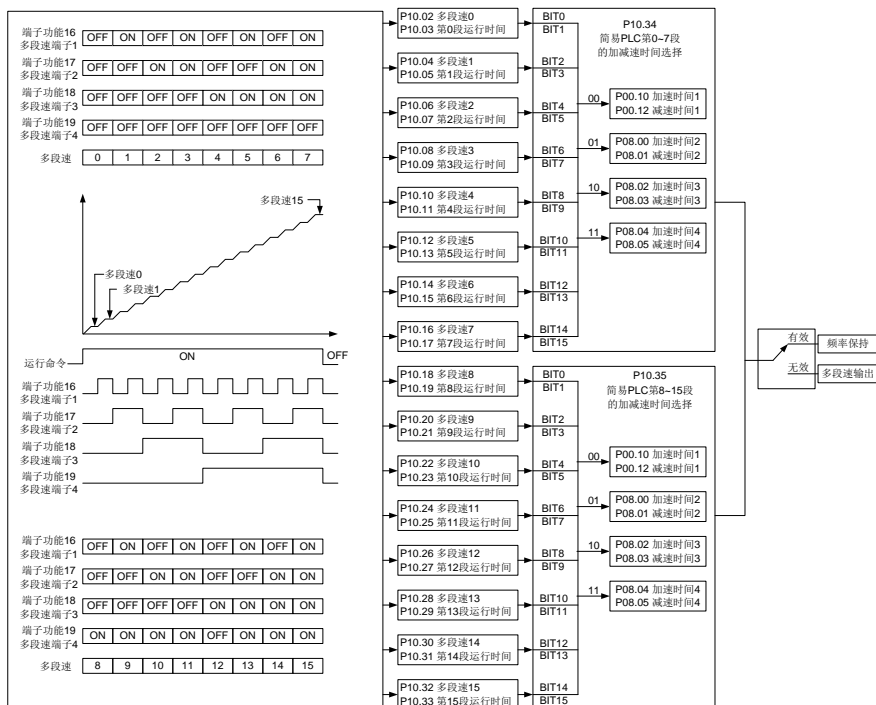 端子功能16
多段速端子1
OFF ON OFF ON OFF ON OFF ON
端子功能17
多段速端子2
OFF OFF ON ON OFF OFF ON ON
端子功能18
多段速端子3
OFF OFF OFF OFF ON ON ON ON
端子功能19
多段速端子4
OFF OFF OFF OFF OFF OFF OFF OFF
多段速 0 1 2 3 4 5 6 7
多段速15
多段速0
多段速1
运行命令
ON
OFF
端子功能16
多段速端子1
端子功能17
多段速端子2
端子功能18
多段速端子3
端子功能19
多段速端子4
端子功能16
多段速端子1
OFF ON OFF ON OFF ON OFF ON
端子功能17
多段速端子2
OFF OFF ON ON OFF OFF ON ON
端子功能18
多段速端子3
OFF OFF OFF OFF ON ON ON ON
端子功能19
多段速端子4
ON ON ON ON OFF ON ON ON
多段速 8 9 10 11 12 13 14 15
P10.02 多段速0
P10.03 第0段运行时间
P10.04 多段速1
P10.05 第1段运行时间
P10.06 多段速2
P10.07 第2段运行时间
P10.08 多段速3
P10.09 第3段运行时间
P10.10 多段速4
P10.11 第4段运行时间
P10.12 多段速5
P10.13 第5段运行时间
P10.14 多段速6
P10.15 第6段运行时间
P10.16 多段速7
P10.17 第7段运行时间
P10.18 多段速8
P10.19 第8段运行时间
P10.20 多段速9
P10.21 第9段运行时间
P10.22 多段速10
P10.23 第10段运行时间
P10.24 多段速11
P10.25 第11段运行时间
P10.26 多段速12
P10.27 第12段运行时间
P10.28 多段速13
P10.29 第13段运行时间
P10.30 多段速14
P10.31 第14段运行时间
P10.32 多段速15
P10.33 第15段运行时间
BIT0
BIT1
BIT2
BIT3
BIT4
BIT5
BIT6
BIT7
BIT8
BIT9
BIT10
BIT11
BIT12
BIT13
BIT14
BIT15
P10.34
简易PLC第0~7段
的加减速时间选择
00
P00.10 加速时间1
P00.12 减速时间1
01
P08.00 加速时间2
P08.01 减速时间2
10
P08.02 加速时间3
P08.03 减速时间3
11
P08.04 加速时间4
P08.05 减速时间4
BIT0
BIT1
BIT2
BIT3
BIT4
BIT5
BIT6
BIT7
BIT8
BIT9
BIT10
BIT11
BIT12
BIT13
BIT14
BIT15
P10.35
简易PLC第8~15段
的加减速时间选择
00
P00.10 加速时间1
P00.12 减速时间1
01
P08.00 加速时间2
P08.01 减速时间2
10
P08.02 加速时间3
P08.03 减速时间3
11
P08.04 加速时间4
P08.05 减速时间4
有效
频率保持
无效
多段速输出